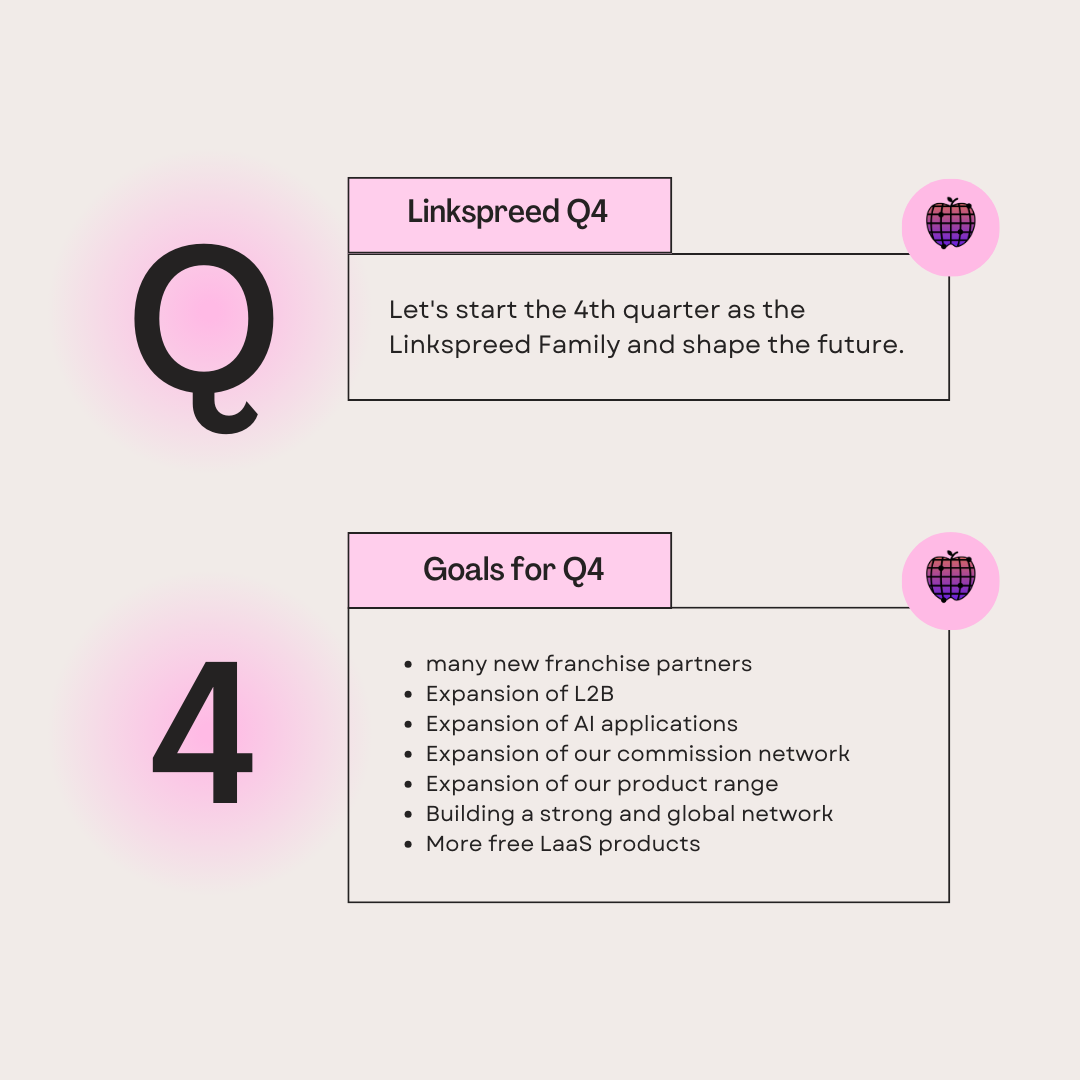 Q
Linkspreed Q4
Let's start the 4th quarter as the
Linkspreed Family and shape the future.
4
Goals for Q4
• many new franchise partners
• Expansion of L2B
• Expansion of AI applications
• Expansion of our commission network
• Expansion of our product range
• Building a strong and global network
• More free LaaS products